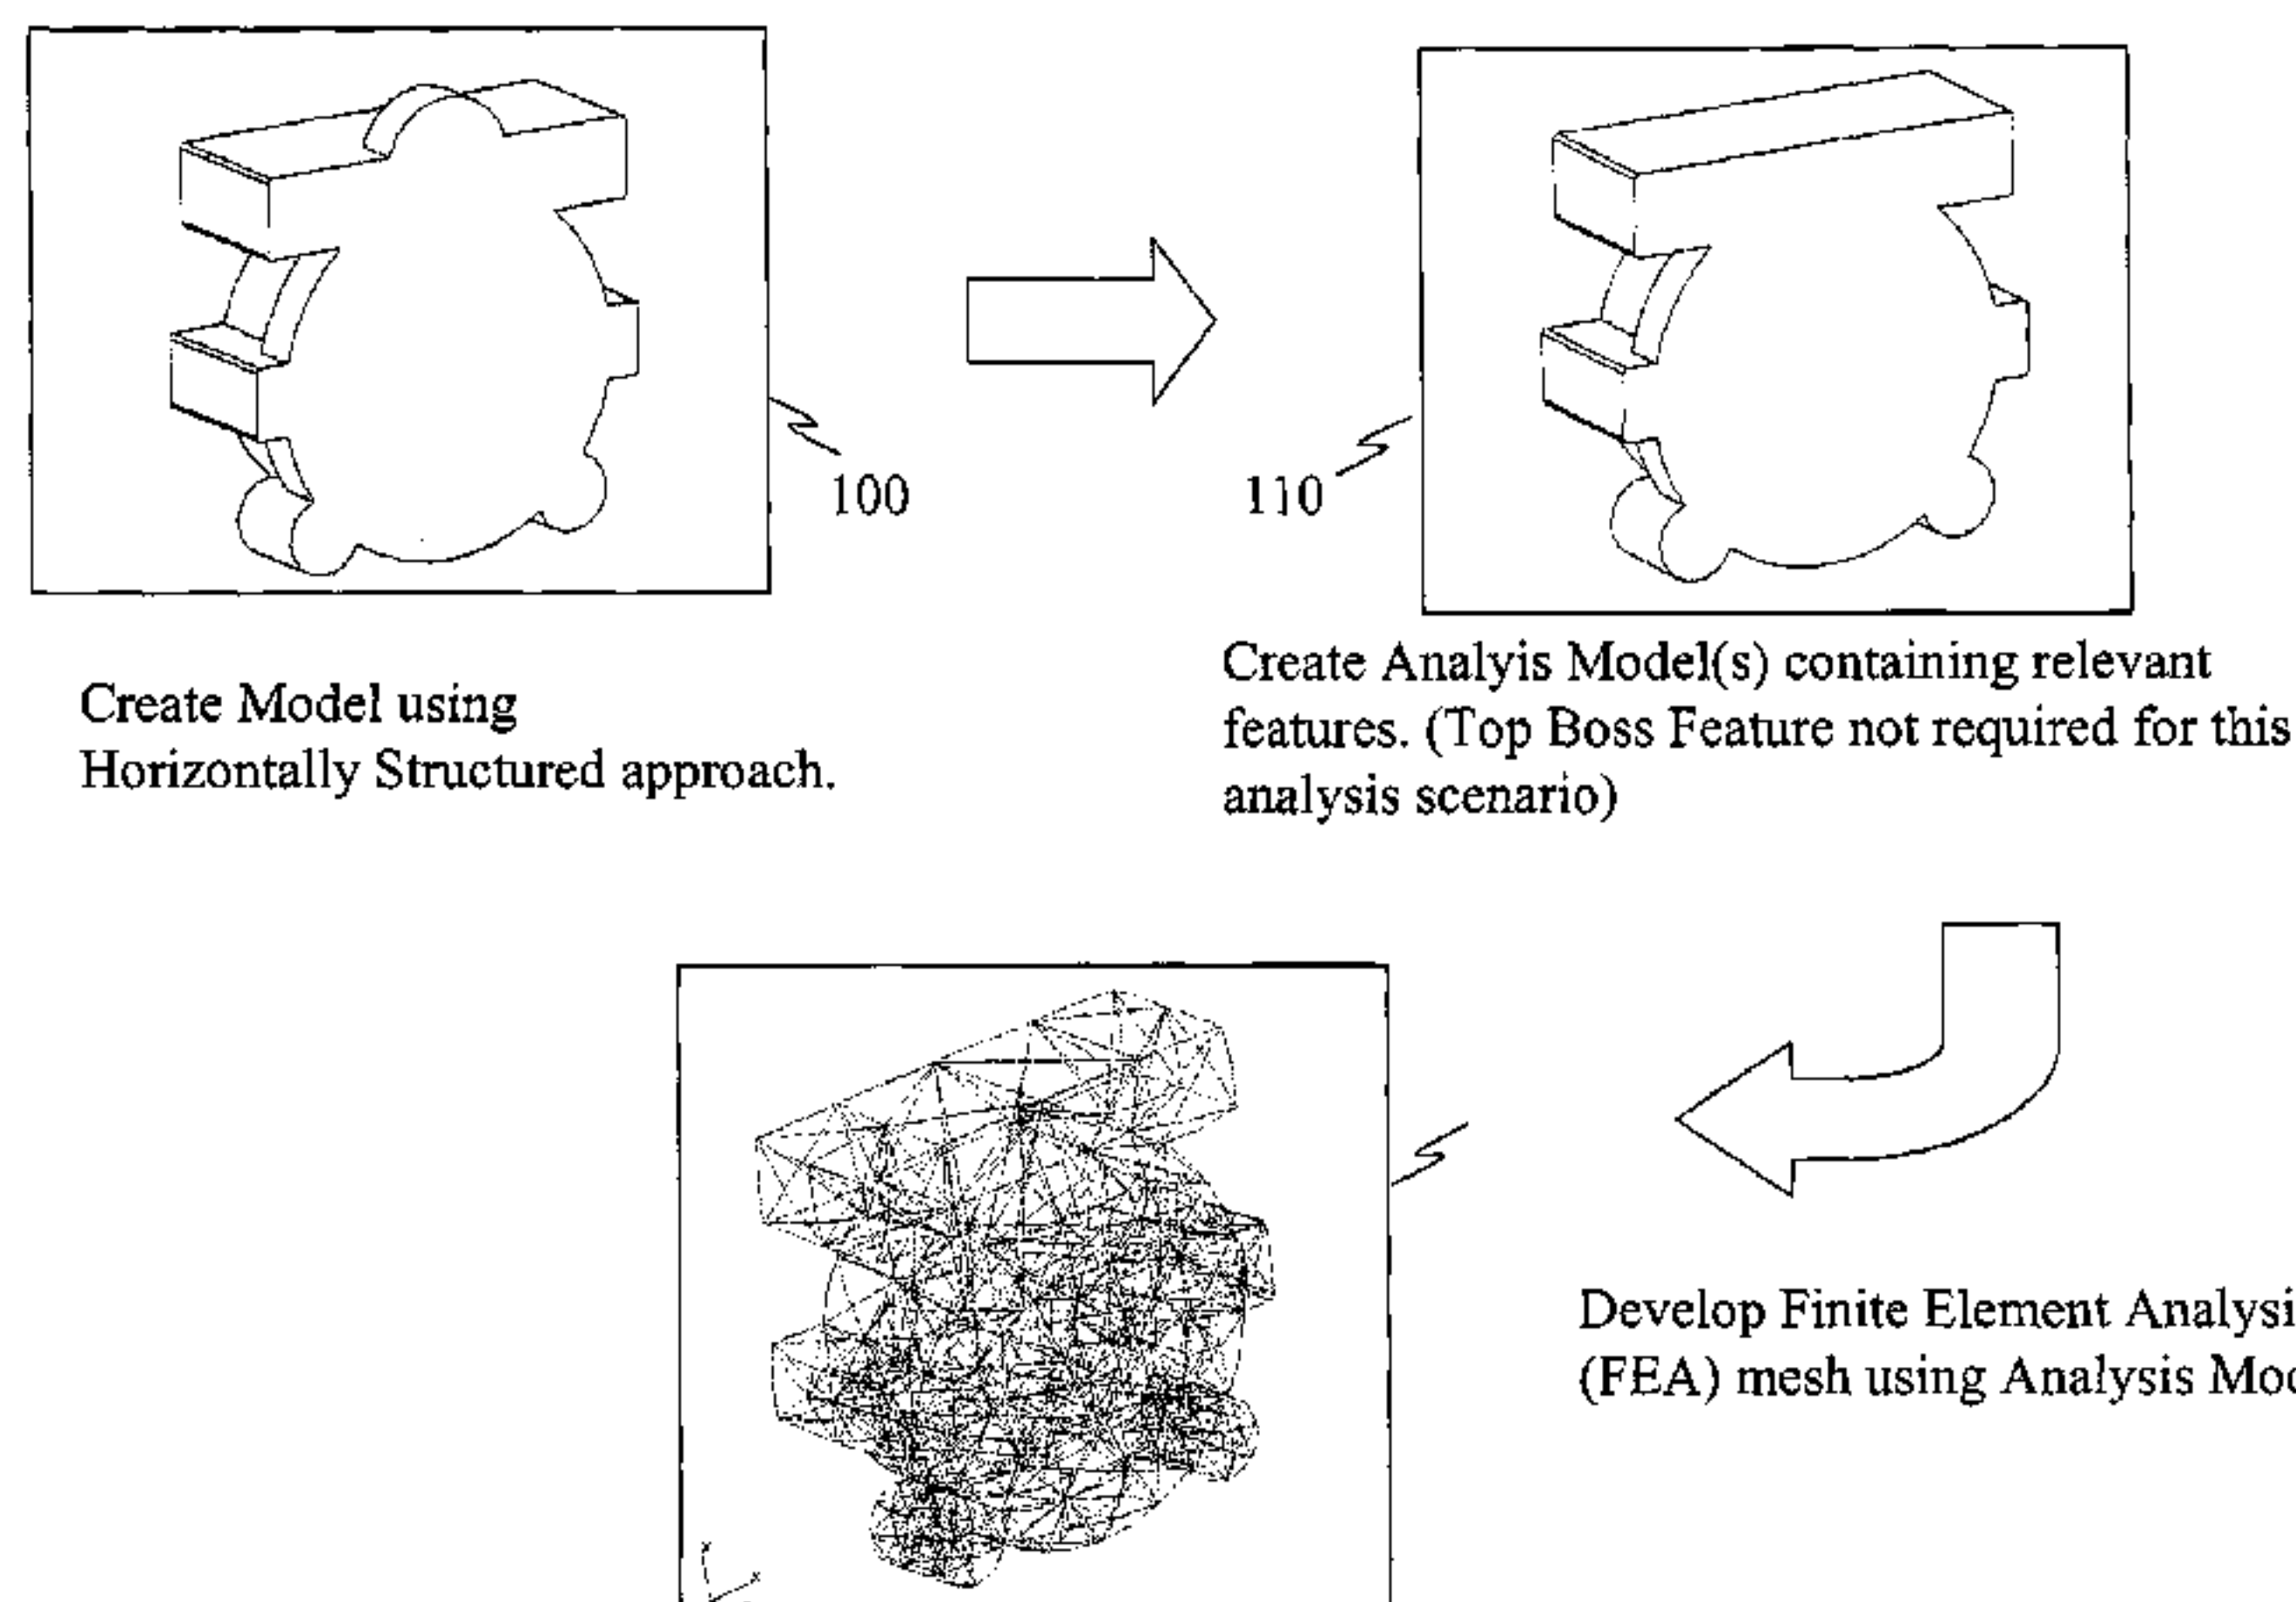 100
110
Create Model using
Horizontally Structured approach.
Create Analyis Model(s) containing relevant
features. (Top Boss Feature not required for this
analysis scenario)
Develop Finite Element Analysi
(FEA) mesh using Analysis